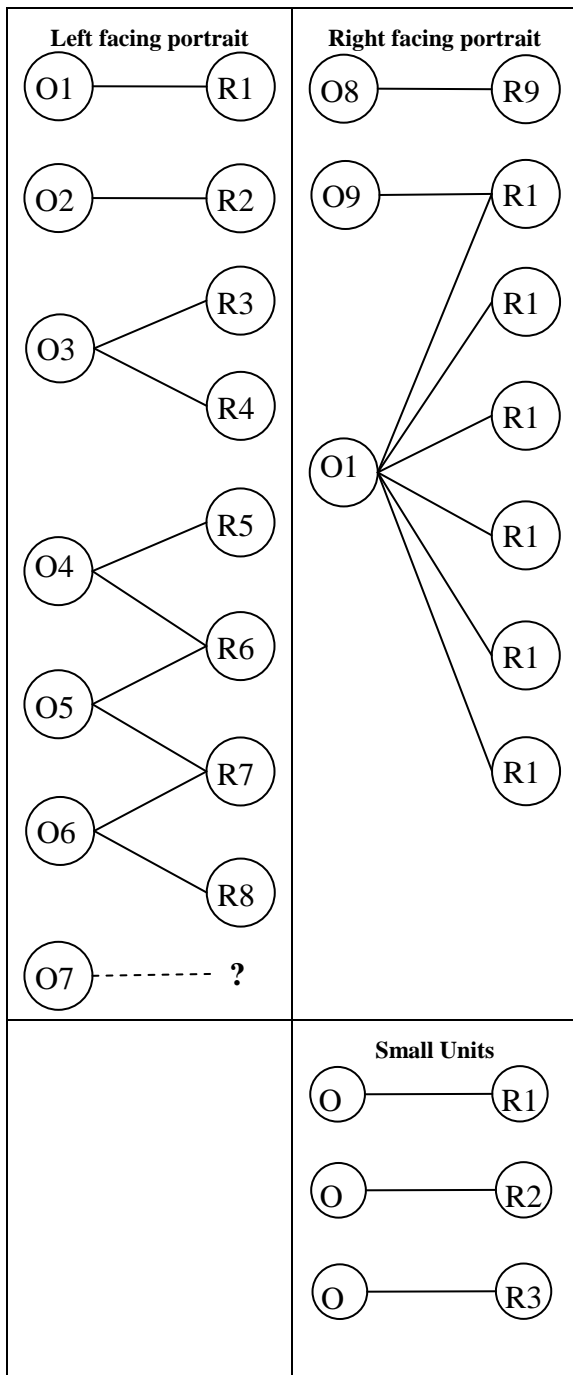 Left facing portrait
O1 R1
O2 R2
O3 R3
R4
O4 R5
R6
O5
R7
O6
R8
O7 ?
Right facing portrait
O8 R9
O9 R1
R1
R1
O1
R1
R1
R1
Small Units
O R1
O R2
O R3